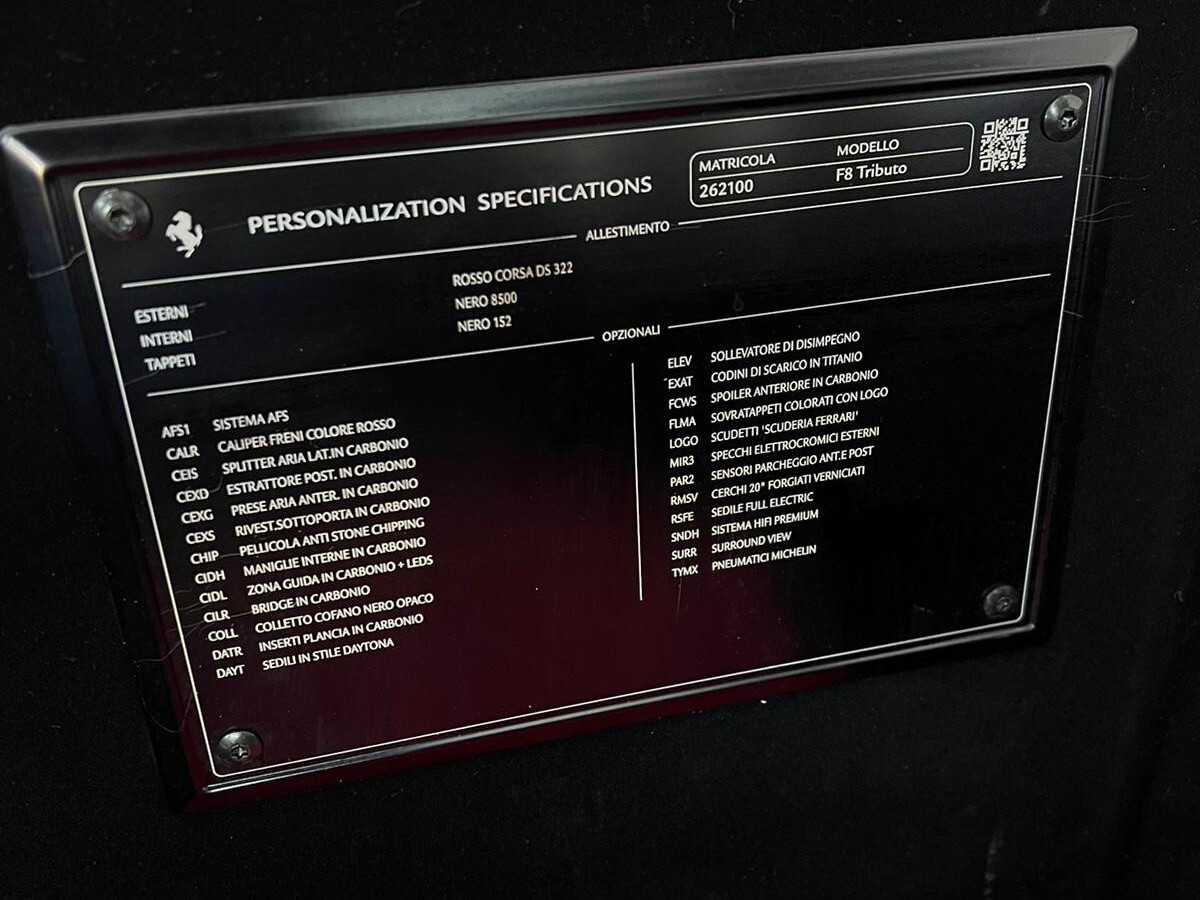 PERSONALIZATION SPECIFICATIONS
MATRICOLA MODELLO
262100 F8 Tributo
ALLESTIMENTO
ESTERNI ROSSO CORSA DS 322
INTERNI NERO 8500
TAPPETI NERO 152
OPZIONALI
AFS1 SISTEMA AFS
CALR CALIPER FRENI COLORE ROSSO
CEIS SPLITTER ARIA LAT.IN CARBONIO
CEXD ESTRATTORE POST. IN CARBONIO
CEXG PRESE ARIA ANTER. IN CARBONIO
CEXS RIVEST.SOTTOPORTA IN CARBONIO
CHIP PELLICOLA ANTI STONE CHIPPING
CIDH MANIGLIE INTERNE IN CARBONIO
CIDL ZONA GUIDA IN CARBONIO + LEDS
CILR BRIDGE IN CARBONIO
COLL COLLETTO COFANO NERO OPACO
DATR INSERTI PLANCIA IN CARBONIO
DAYT SEDILI IN STILE DAYTONA
ELEV SOLLEVATORE DI DISIMPEGNO
EXAT CODINI DI SCARICO IN TITANIO
FCWS SPOILER ANTERIORE IN CARBONIO
FLMA SOVRATAPPETI COLORATI CON LOGO
LOGO SCUDETTI 'SCUDERIA FERRARI'
MIR3 SPECCHI ELETTROCROMICI ESTERNI
PAR2 SENSORI PARCHEGGIO ANT.E POST
RMSV CERCHI 20" FORGIATI VERNICIATI
RSFE SEDILE FULL ELECTRIC
SNDH SISTEMA HIFI PREMIUM
SURR SURROUND VIEW
TYMX PNEUMATICI MICHELIN